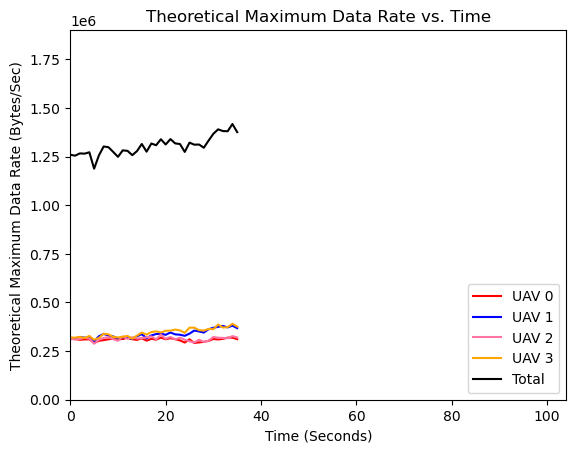 Theoretical Maximum Data Rate vs. Time
1e6
Theoretical Maximum Data Rate (Bytes/Sec)
1.75
1.50
1.25
1.00
0.75
0.50
0.25
0.00
UAV 0
UAV 1
UAV 2
UAV 3
Total
0 20 40 60 80 100
Time (Seconds)